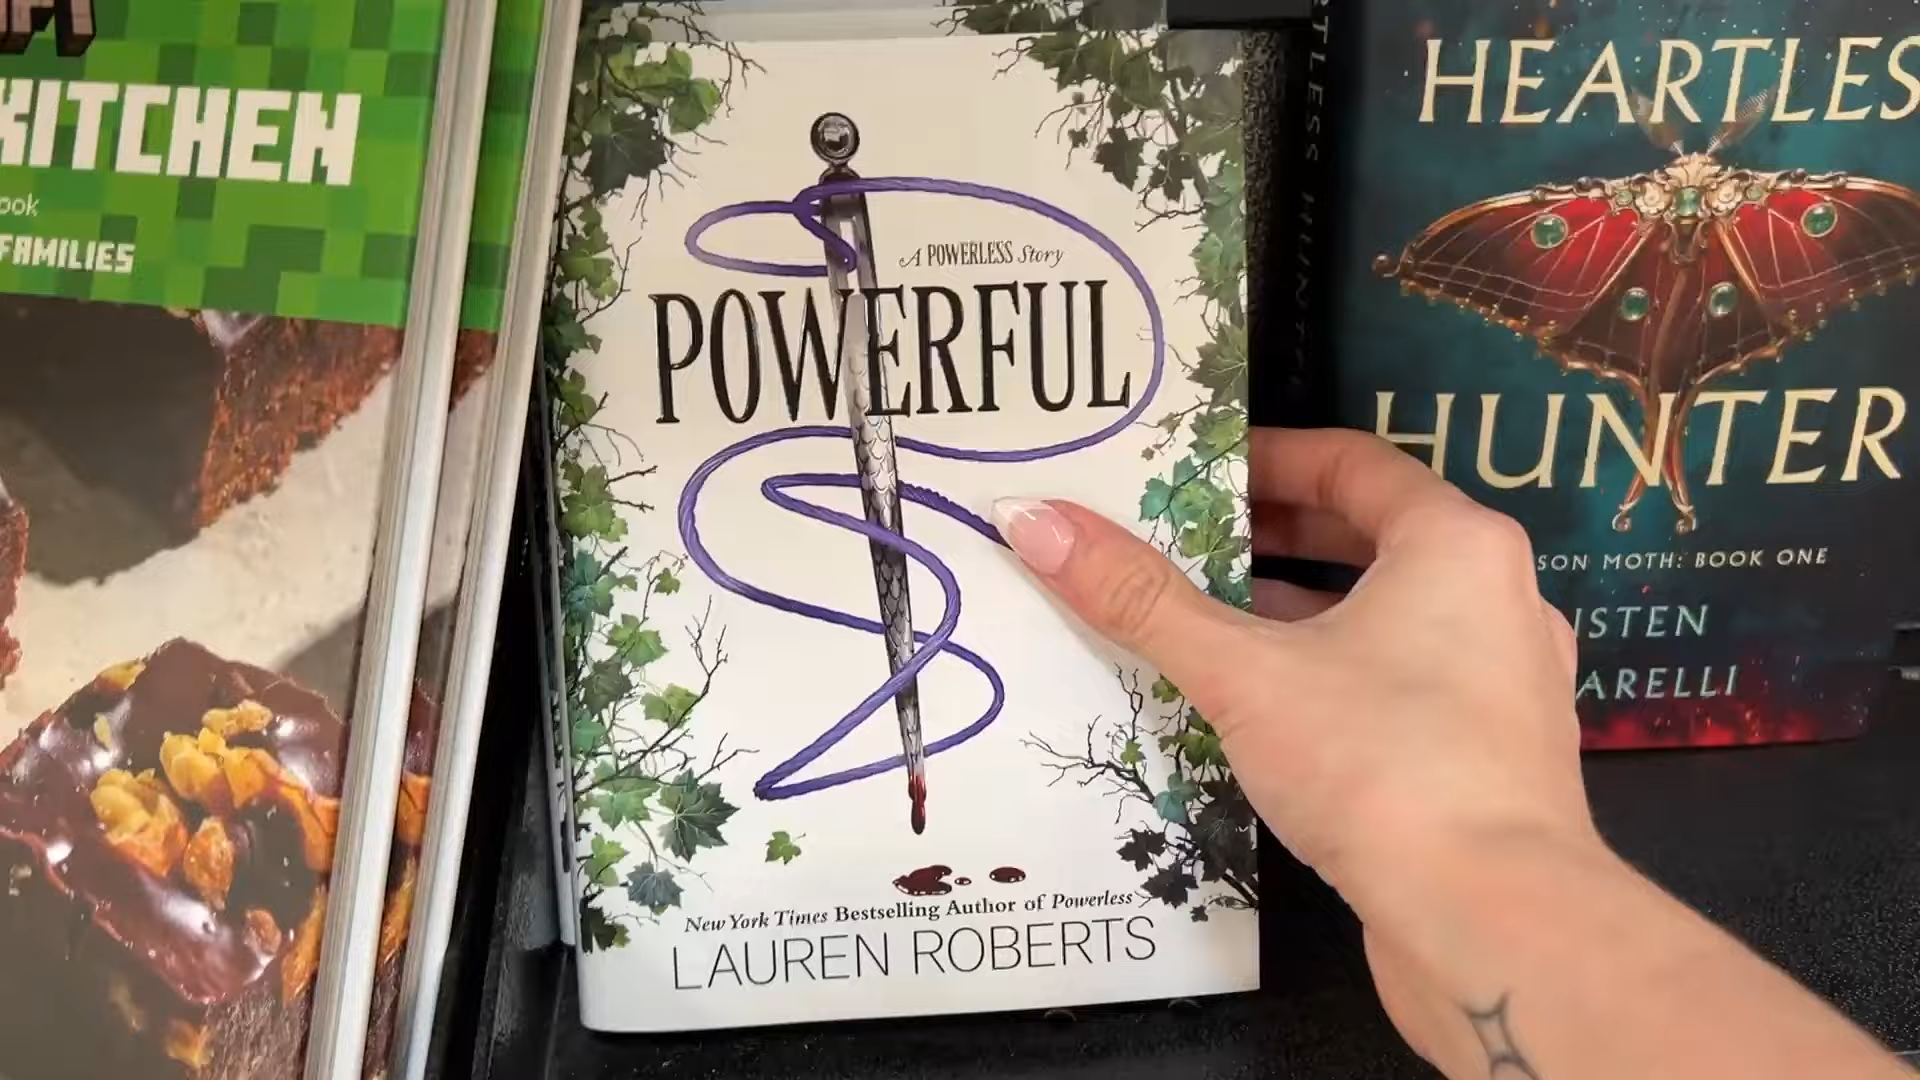 KITCHEN
FAMILIES
A POWERLESS Story
POWERFUL
New York Times Bestselling Author of Powerless
LAUREN ROBERTS
HEARTLES
HUNTER
SON MOTH: BOOK ONE
ISTEN
ARELLI